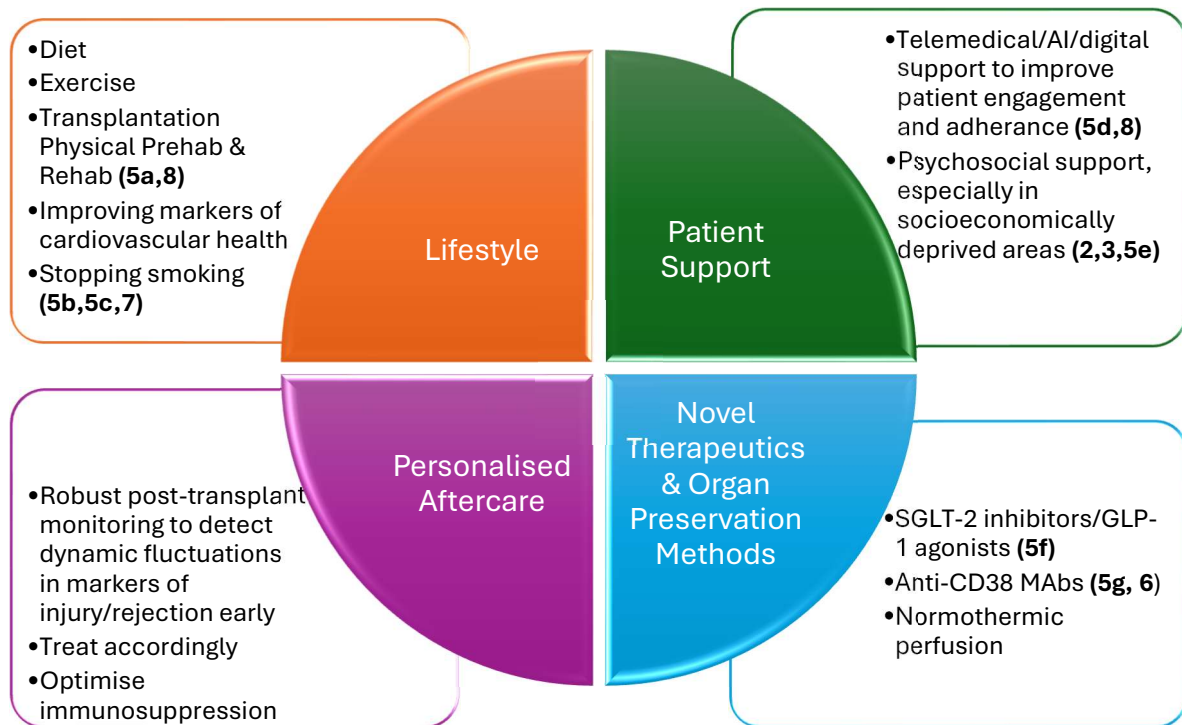 •Diet
•Exercise
•Transplantation
Physical Prehab &
Rehab (5a,8)
•Improving markers of
cardiovascular health
•Stopping smoking
(5b,5c,7)
Lifestyle
Patient
Support
•Telemedical/AI/digital
support to improve
patient engagement
and adherance (5d,8)
•Psychosocial support,
especially in
socioeconomically
deprived areas (2,3,5e)
•Robust post-transplant
monitoring to detect
dynamic fluctuations
in markers of
injury/rejection early
•Treat accordingly
•Optimise
immunosuppression
Personalised
Aftercare
Novel
Therapeutics
& Organ
Preservation
Methods
•SGLT-2 inhibitors/GLP-
1 agonists (5f)
•Anti-CD38 MAbs (5g, 6)
•Normothermic
perfusion